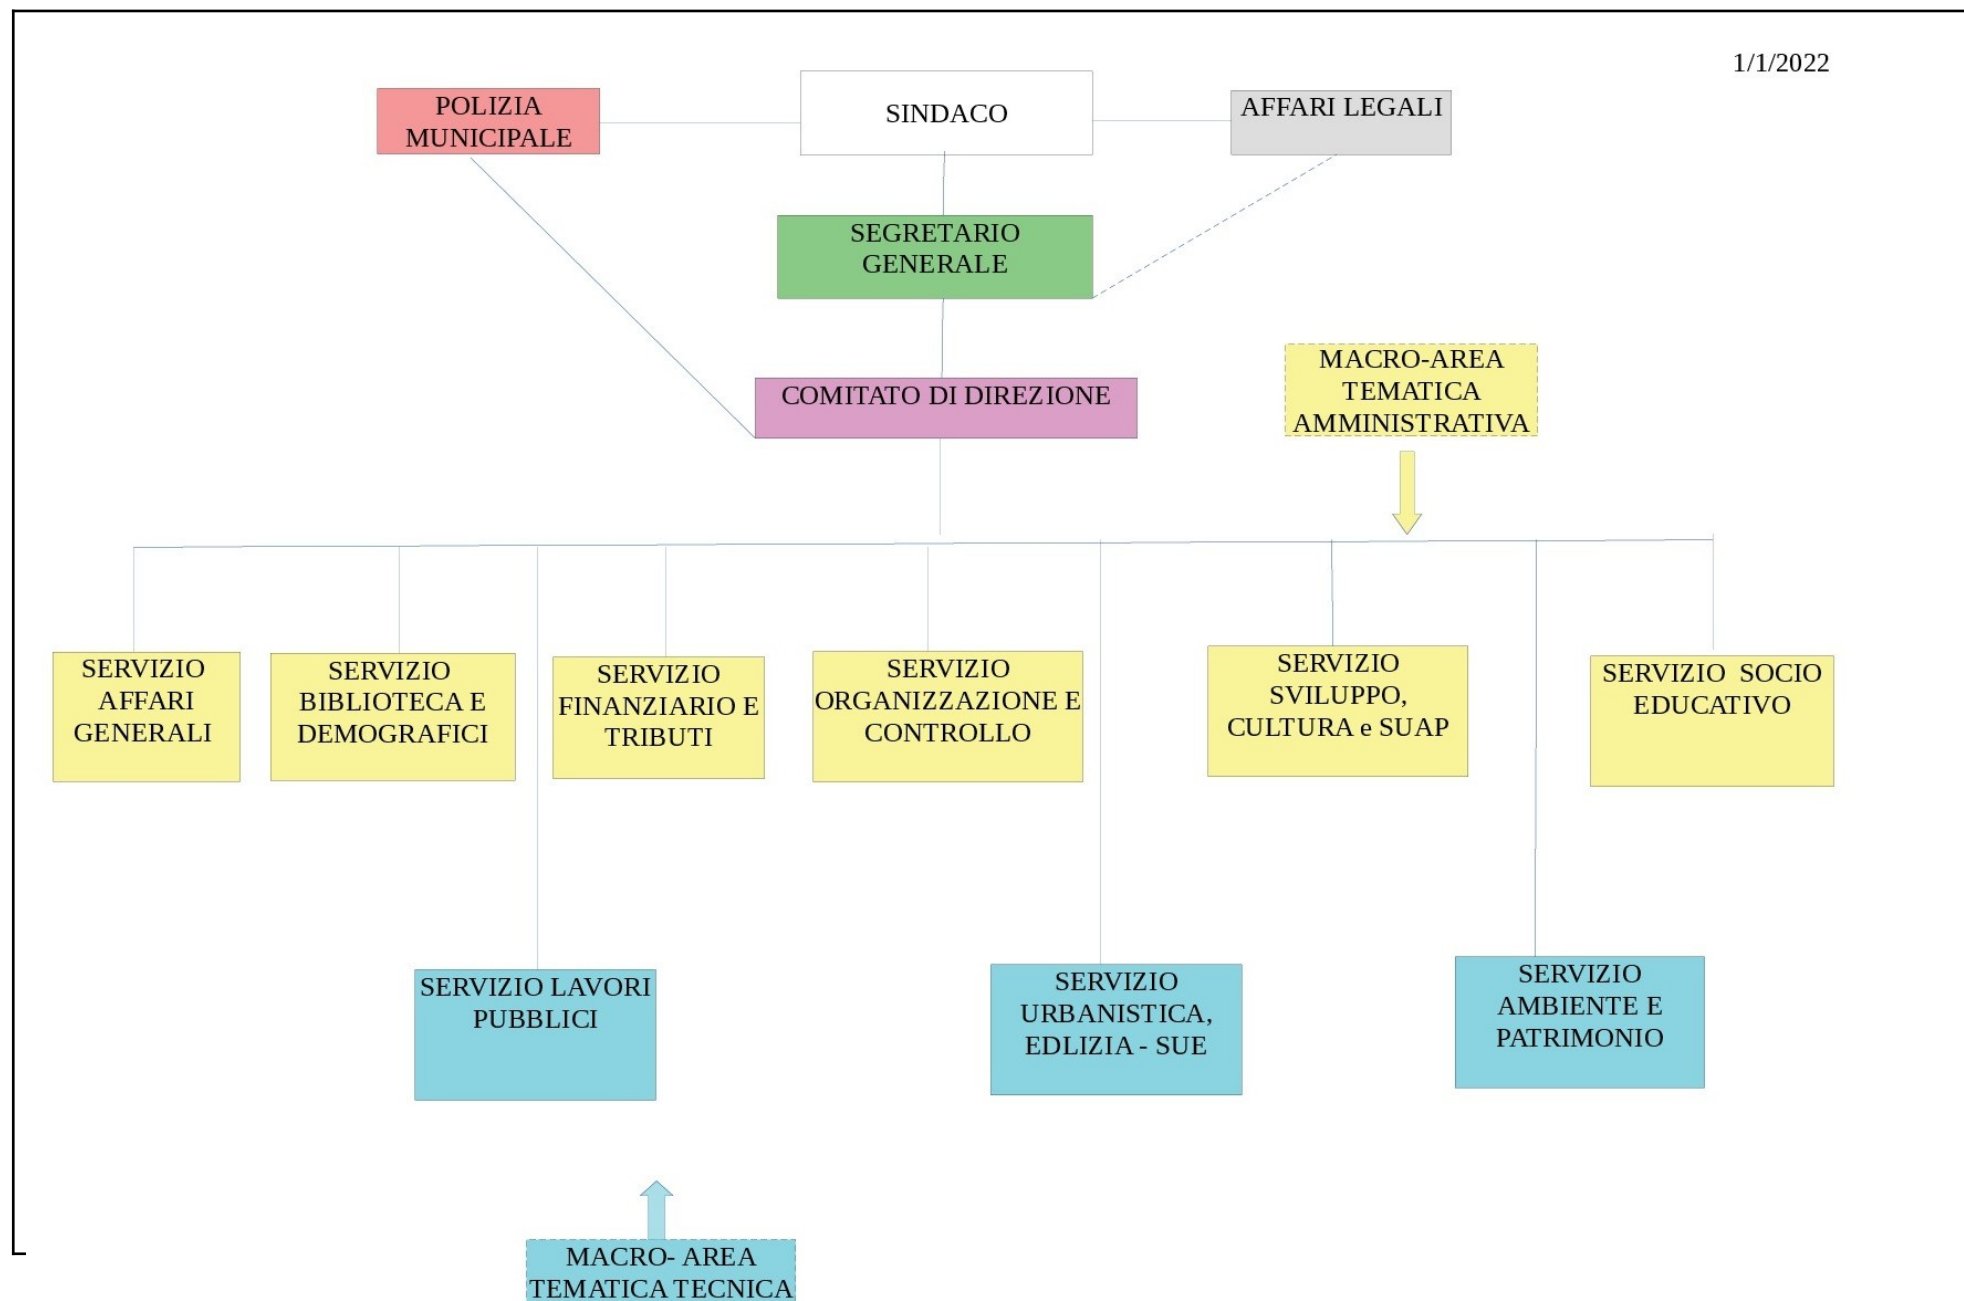 1/1/2022
POLIZIA
MUNICIPALE
SINDACO
AFFARI LEGALI
SEGRETARIO
GENERALE
COMITATO DI DIREZIONE
MACRO-AREA
TEMATICA
AMMINISTRATIVA
SERVIZIO
AFFARI
GENERALI
SERVIZIO
BIBLIOTECA E
DEMOGRAFICI
SERVIZIO
FINANZIARIO E
TRIBUTI
SERVIZIO
ORGANIZZAZIONE E
CONTROLLO
SERVIZIO
SVILUPPO,
CULTURA e SUAP
SERVIZIO SOCIO
EDUCATIVO
SERVIZIO LAVORI
PUBBLICI
SERVIZIO
URBANISTICA,
EDLIZIA - SUE
SERVIZIO
AMBIENTE E
PATRIMONIO
MACRO- AREA
TEMATICA TECNICA